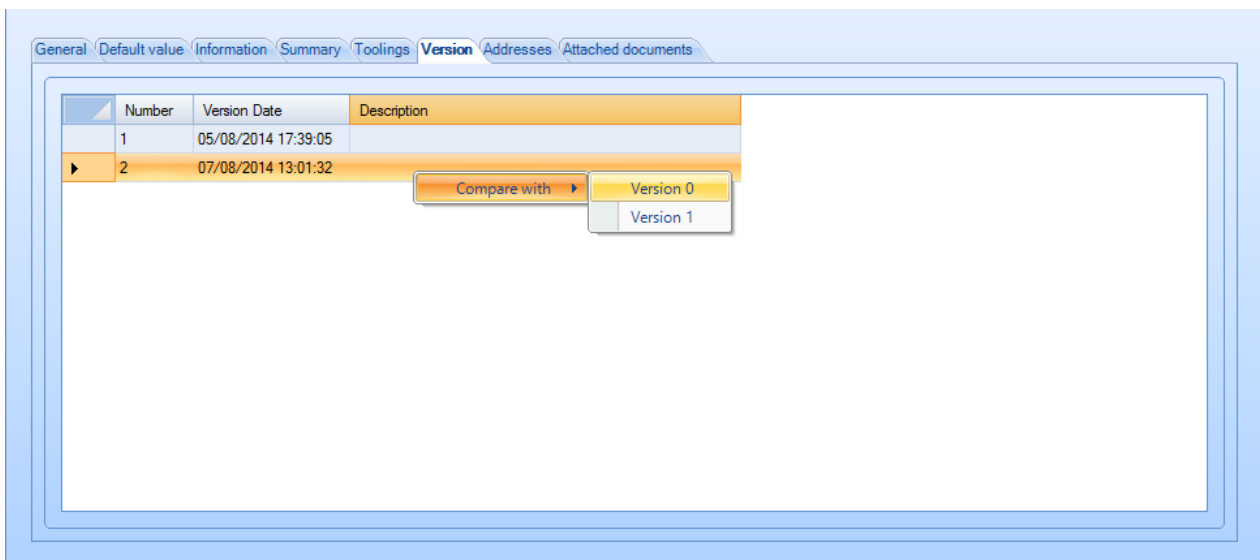 General Default value Information Summary Toolings Version Addresses Attached documents
Number Version Date Description
1 05/08/2014 17:39:05
2 07/08/2014 13:01:32
Compare with Version 0
Version 1